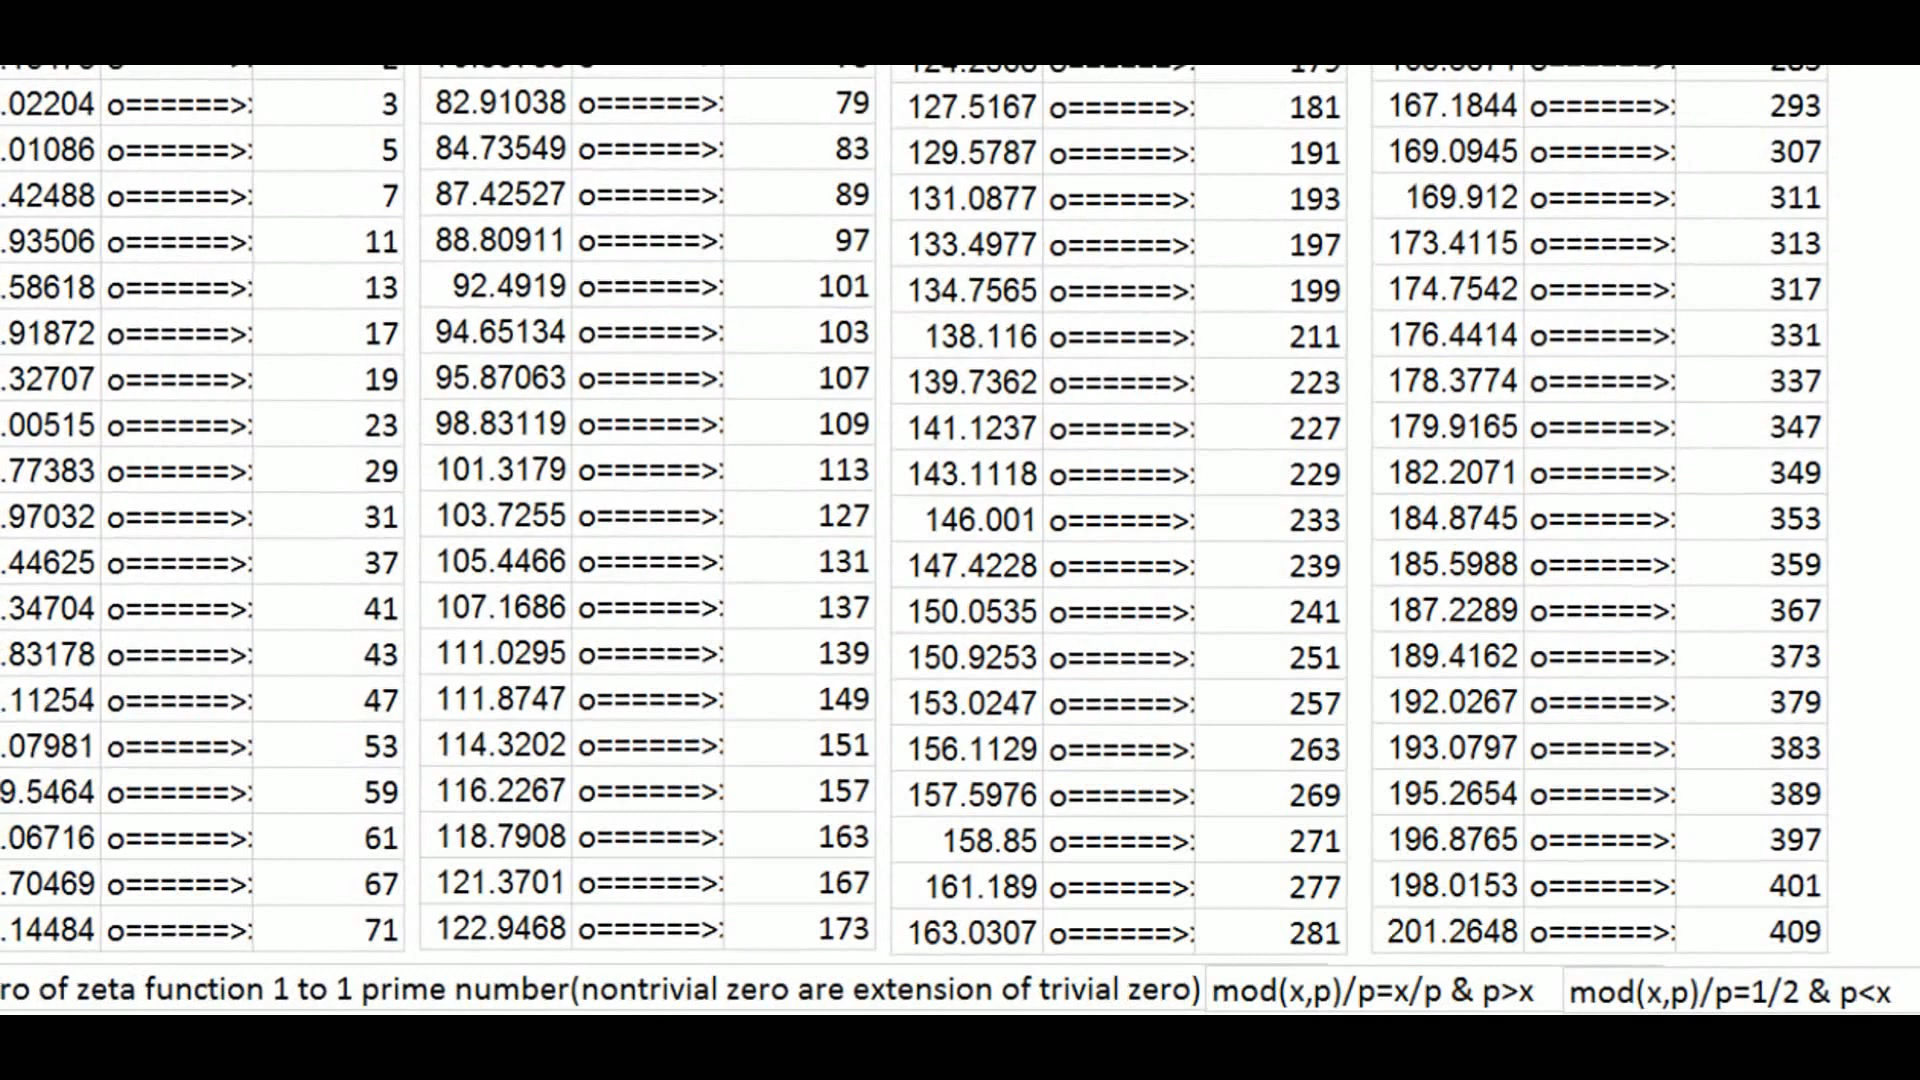 .02204 o======>: 3 82.91038 o======>: 79 127.5167 o======>: 181 167.1844 o======>: 293
.01086 o======>: 5 84.73549 o======>: 83 129.5787 o======>: 191 169.0945 o======>: 307
.42488 o======>: 7 87.42527 o======>: 89 131.0877 o======>: 193 169.912 o======>: 311
.93506 o======>: 11 88.80911 o======>: 97 133.4977 o======>: 197 173.4115 o======>: 313
.58618 o======>: 13 92.4919 o======>: 101 134.7565 o======>: 199 174.7542 o======>: 317
.91872 o======>: 17 94.65134 o======>: 103 138.116 o======>: 211 176.4414 o======>: 331
.32707 o======>: 19 95.87063 o======>: 107 139.7362 o======>: 223 178.3774 o======>: 337
.00515 o======>: 23 98.83119 o======>: 109 141.1237 o======>: 227 179.9165 o======>: 347
.77383 o======>: 29 101.3179 o======>: 113 143.1118 o======>: 229 182.2071 o======>: 349
.97032 o======>: 31 103.7255 o======>: 127 146.001 o======>: 233 184.8745 o======>: 353
.44625 o======>: 37 105.4466 o======>: 131 147.4228 o======>: 239 185.5988 o======>: 359
.34704 o======>: 41 107.1686 o======>: 137 150.0535 o======>: 241 187.2289 o======>: 367
.83178 o======>: 43 111.0295 o======>: 139 150.9253 o======>: 251 189.4162 o======>: 373
.11254 o======>: 47 111.8747 o======>: 149 153.0247 o======>: 257 192.0267 o======>: 379
.07981 o======>: 53 114.3202 o======>: 151 156.1129 o======>: 263 193.0797 o======>: 383
9.5464 o======>: 59 116.2267 o======>: 157 157.5976 o======>: 269 195.2654 o======>: 389
.06716 o======>: 61 118.7908 o======>: 163 158.85 o======>: 271 196.8765 o======>: 397
.70469 o======>: 67 121.3701 o======>: 167 161.189 o======>: 277 198.0153 o======>: 401
.14484 o======>: 71 122.9468 o======>: 173 163.0307 o======>: 281 201.2648 o======>: 409
ro of zeta function 1 to 1 prime number(nontrivial zero are extension of trivial zero) mod(x,p)/p=x/p & p>x mod(x,p)/p=1/2 & p<x